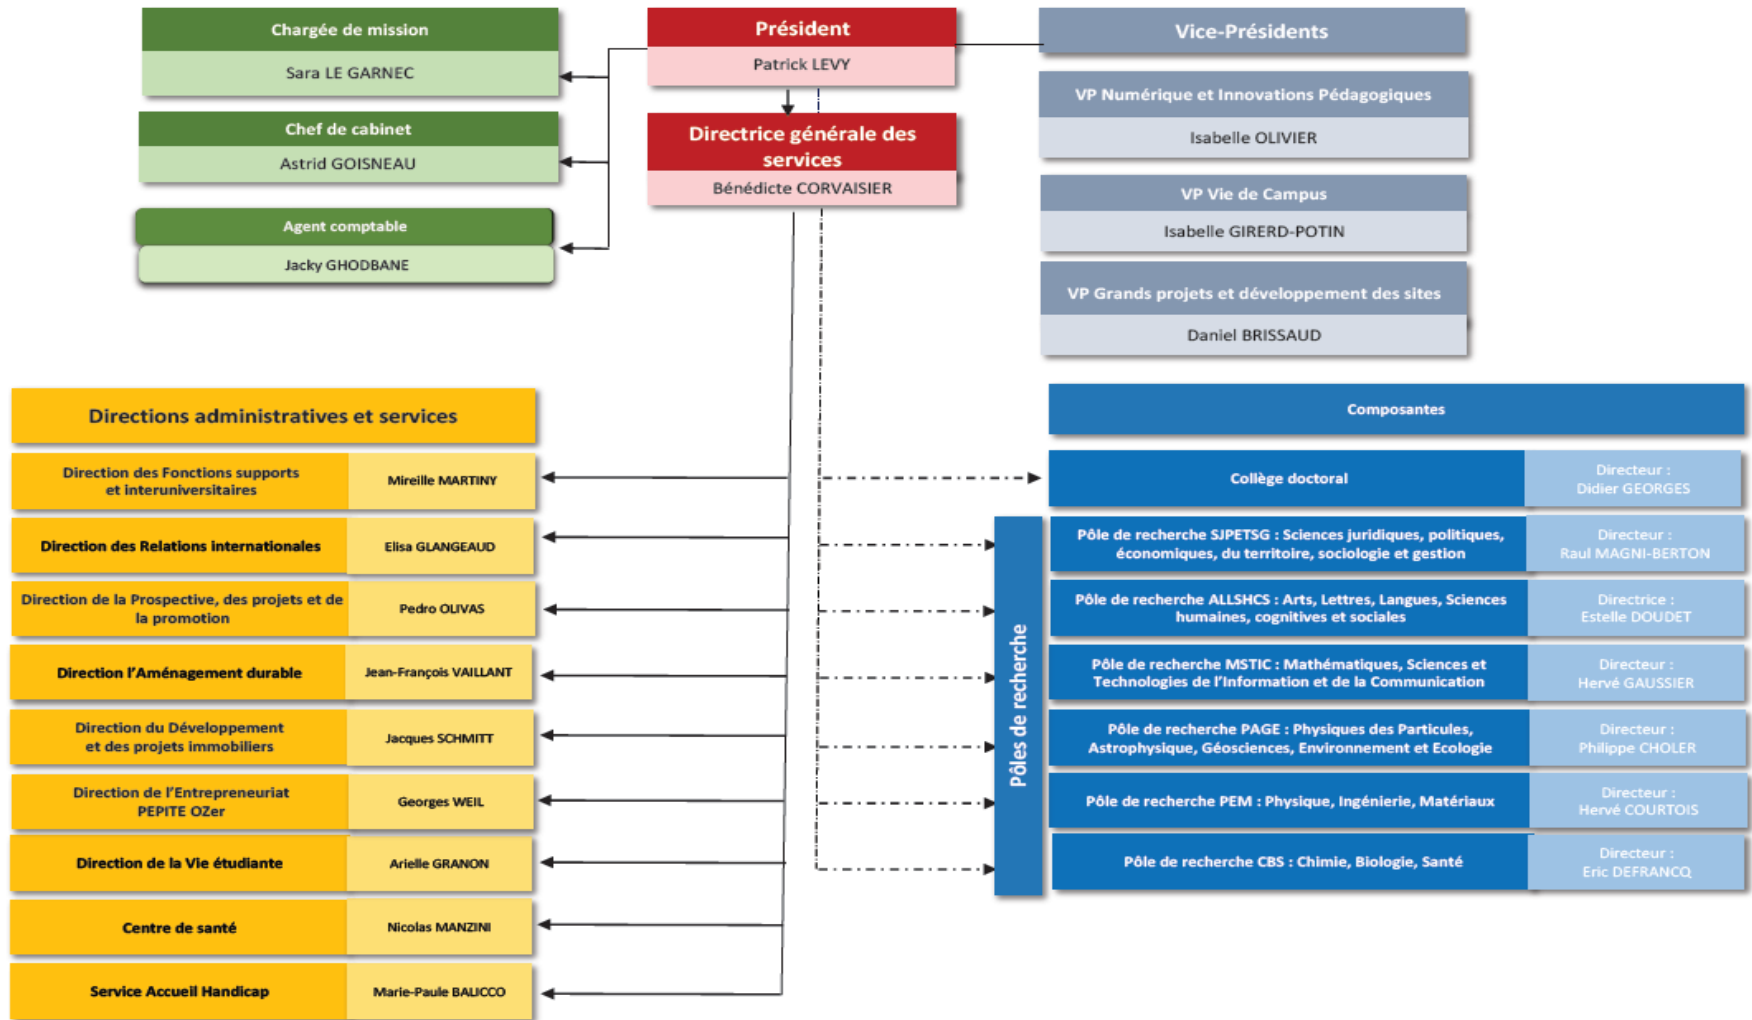 Chargée de mission
Sara LE GARNEC
Chef de cabinet
Astrid GOISNEAU
Agent comptable
Jacky GHODBANE
Président
Patrick LEVY
Directrice générale des
services
Bénédicte CORVAISIER
Vice-Présidents
VP Numérique et Innovations Pédagogiques
Isabelle OLIVIER
VP Vie de Campus
Isabelle GIRERD-POTIN
VP Grands projets et développement des sites
Daniel BRISSAUD
Directions administratives et services
Direction des Fonctions supports
et interuniversitaires
Mireille MARTINY
Direction des Relations internationales
Elisa GLANGEAUD
Direction de la Prospective, des projets et de
la promotion
Pedro OLIVAS
Direction l'Aménagement durable
Jean-François VAILLANT
Direction du Développement
et des projets immobiliers
Jacques SCHMITT
Direction de l'Entrepreneuriat
PEPITE OZer
Georges WEIL
Direction de la Vie étudiante
Arielle GRANON
Centre de santé
Nicolas MANZINI
Service Accueil Handicap
Marie-Paule BALICCO
Composantes
Collège doctoral
Directeur :
Didier GEORGES
Pôles de recherche
Pôle de recherche SJPETSG : Sciences juridiques, politiques,
économiques, du territoire, sociologie et gestion
Directeur :
Raul MAGNI-BERTON
Pôle de recherche ALLSHCS : Arts, Lettres, Langues, Sciences
humaines, cognitives et sociales
Directrice :
Estelle DOUDET
Pôle de recherche MSTIC : Mathématiques, Sciences et
Technologies de l'Information et de la Communication
Directeur :
Hervé GAUSSIER
Pôle de recherche PAGE : Physiques des Particules,
Astrophysique, Géosciences, Environnement et Ecologie
Directeur :
Philippe CHOLER
Pôle de recherche PEM : Physique, Ingénierie, Matériaux
Directeur :
Hervé COURTOIS
Pôle de recherche CBS : Chimie, Biologie, Santé
Directeur :
Eric DEFRANCQ